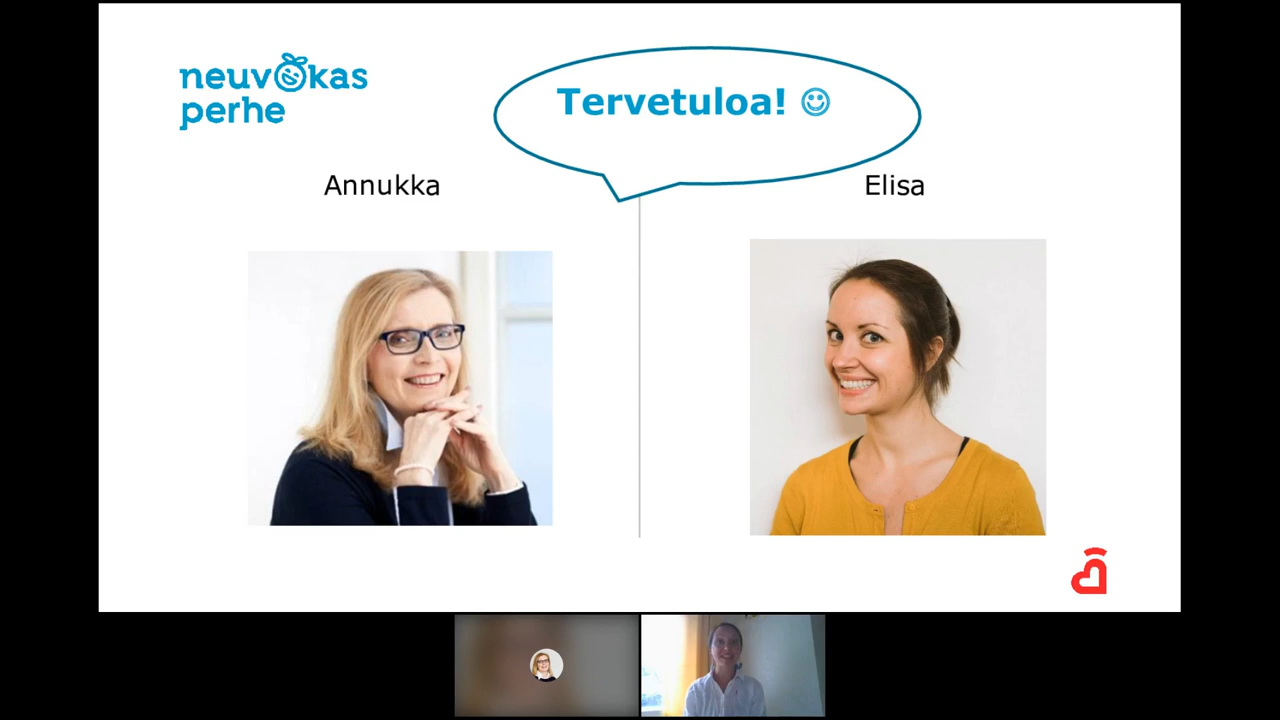 neuvokas
perhe
Tervetuloa! ☺
Annukka
Elisa